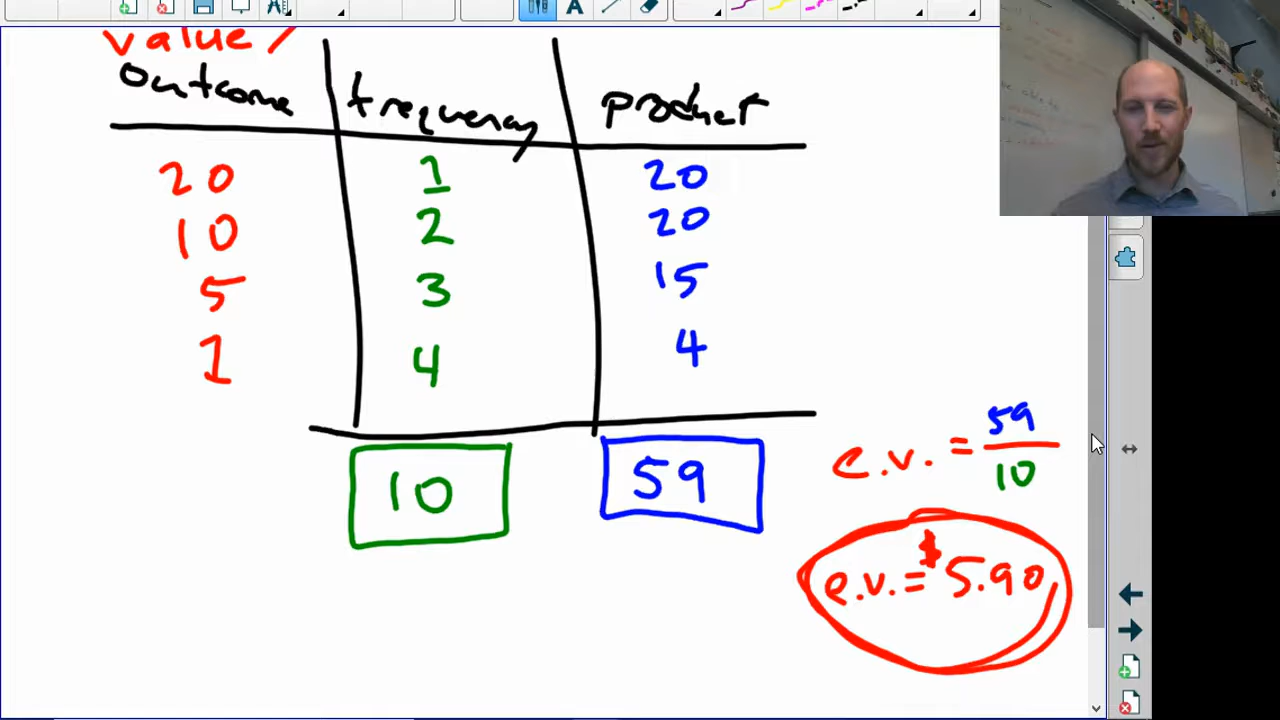 value/
outcome frequency product
20 1 20
10 2 20
5 3 15
1 4 4
10 59
e.v. = 59/10
e.v. = $5.90